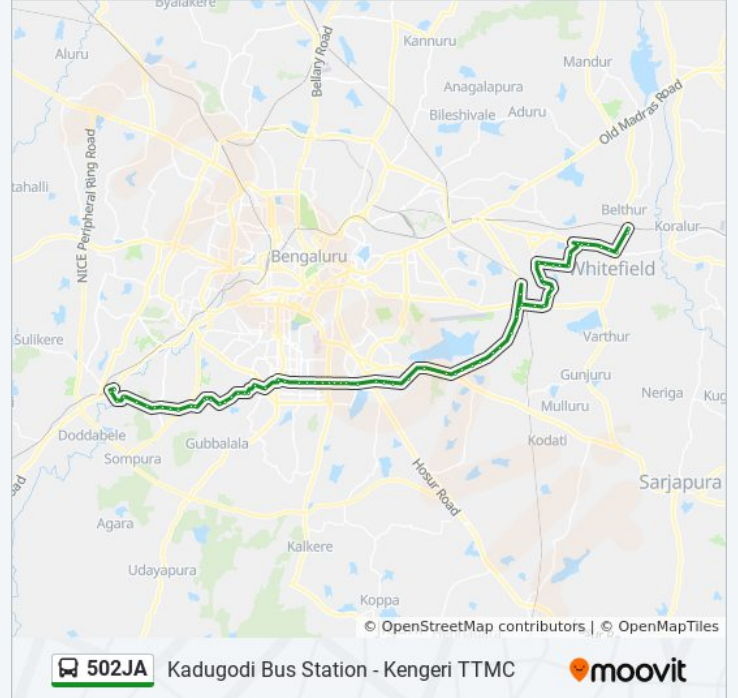 Byalakere
Aluru
Bellary Road
Kannuru
Mandur
Anagalapura
Bileshivale
Aduru
Old Madras Road
tahalli
NICE Peripheral Ring Road
Belthur
Koralur
Bengaluru
Whitefield
Sulikere
Varthur
Gunjuru
Neriga
Kug
Mulluru
Doddabele
Gubbalala
Kodati
Sompura
Hosur Road
Sarjapura
ad
Agara
Kalkere
Udayapura
Koppa
© OpenStreetMap contributors | © OpenMapTiles
502JA Kadugodi Bus Station - Kengeri TTMC
moovit